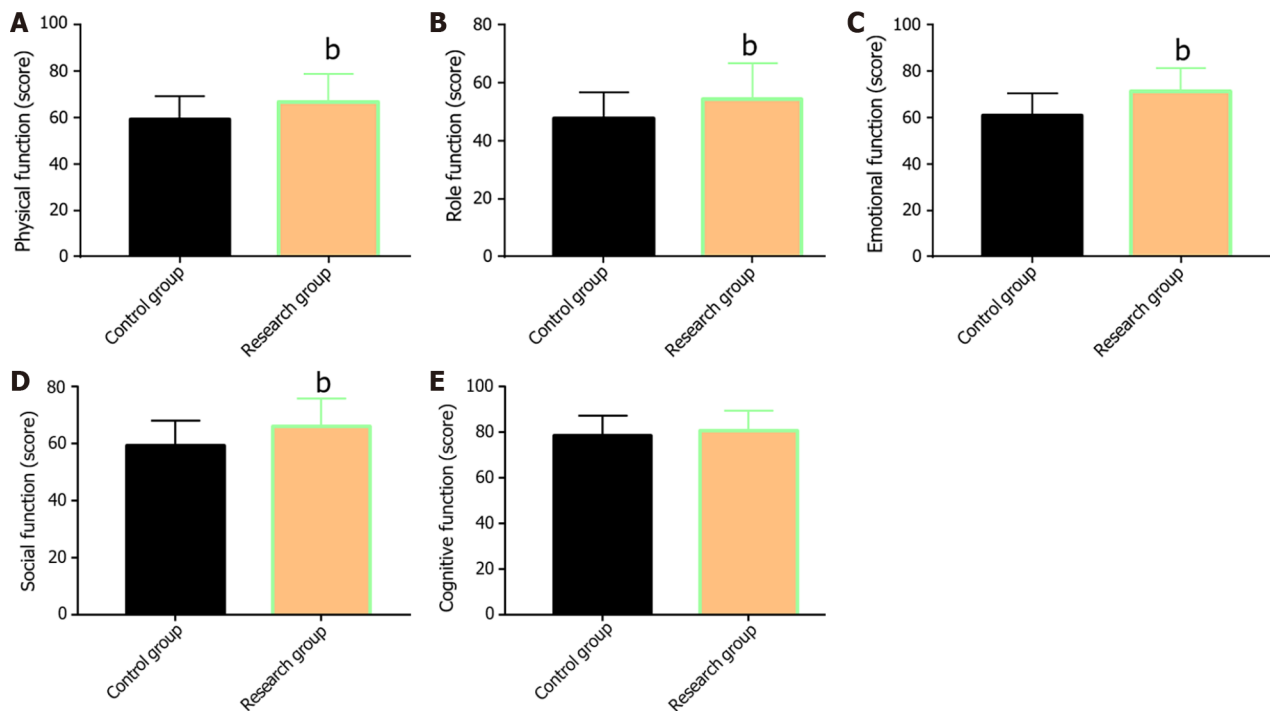 A
Physical function (score)
100
80
60
40
20
0
b
Control group
Research group
B
Role function (score)
80
60
40
20
0
b
Control group
Research group
C
Emotional function (score)
100
80
60
40
20
0
b
Control group
Research group
D
Social function (score)
80
60
40
20
0
b
Control group
Research group
E
Cognitive function (score)
100
80
60
40
20
0
Control group
Research group